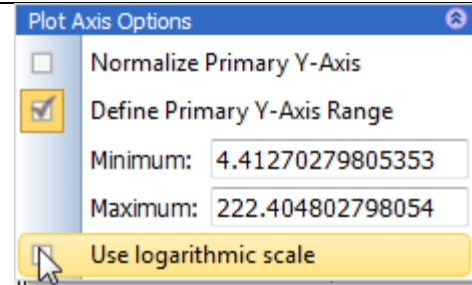 Plot Axis Options
Normalize Primary Y-Axis
Define Primary Y-Axis Range
Minimum: 4.41270279805353
Maximum: 222.404802798054
Use logarithmic scale